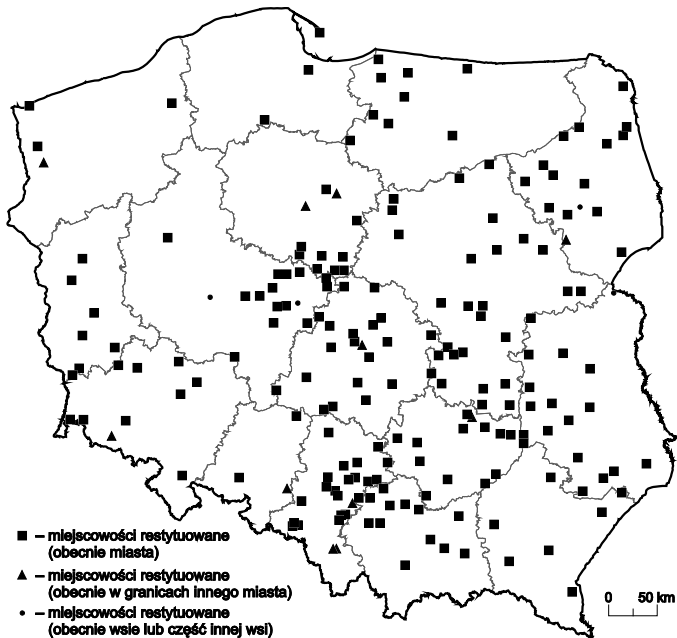 – miejscowości restytuowane
(obecnie miasta)
– miejscowości restytuowane
(obecnie w granicach innego miasta)
– miejscowości restytuowane
(obecnie wsie lub część innej wsi)
0 50 km